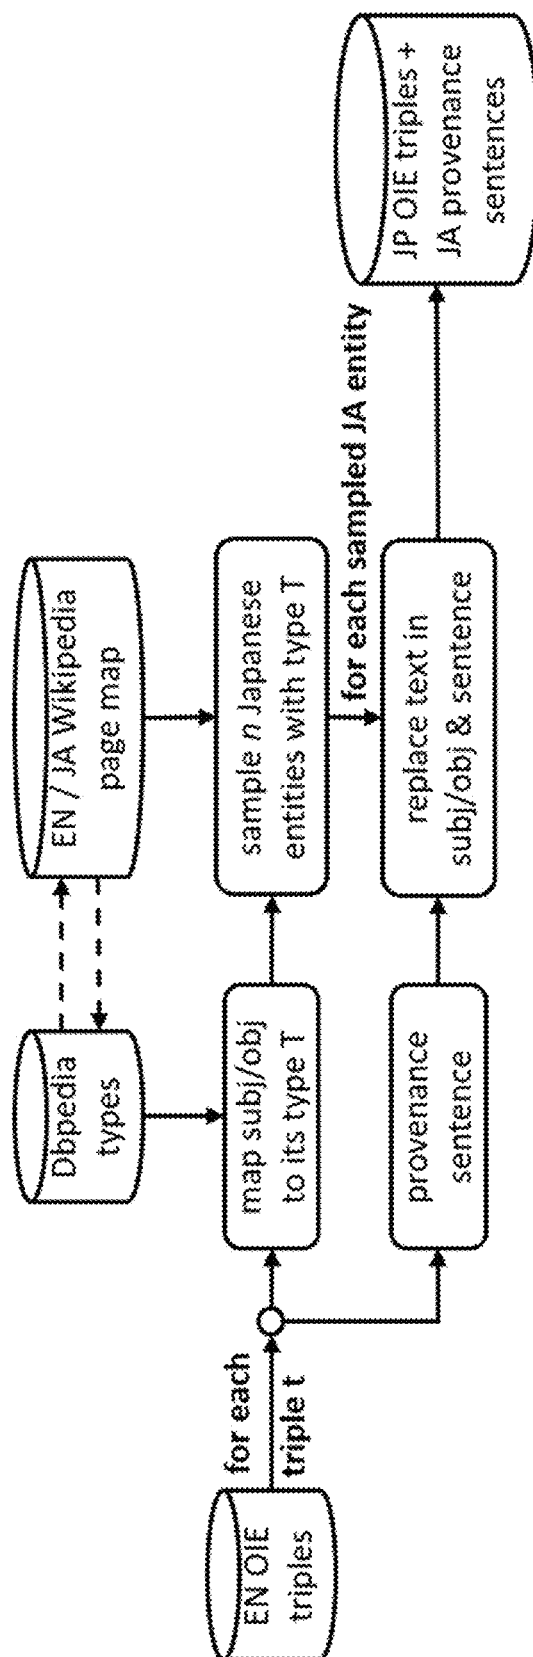 EN OIE
triples
for each
triple t
Dbpedia
types
EN / JA Wikipedia
page map
map subj/obj
to its type T
sample n Japanese
entities with type T
provenance
sentence
for each sampled JA entity
replace text in
subj/obj & sentence
JP OIE triples +
JA provenance
sentences